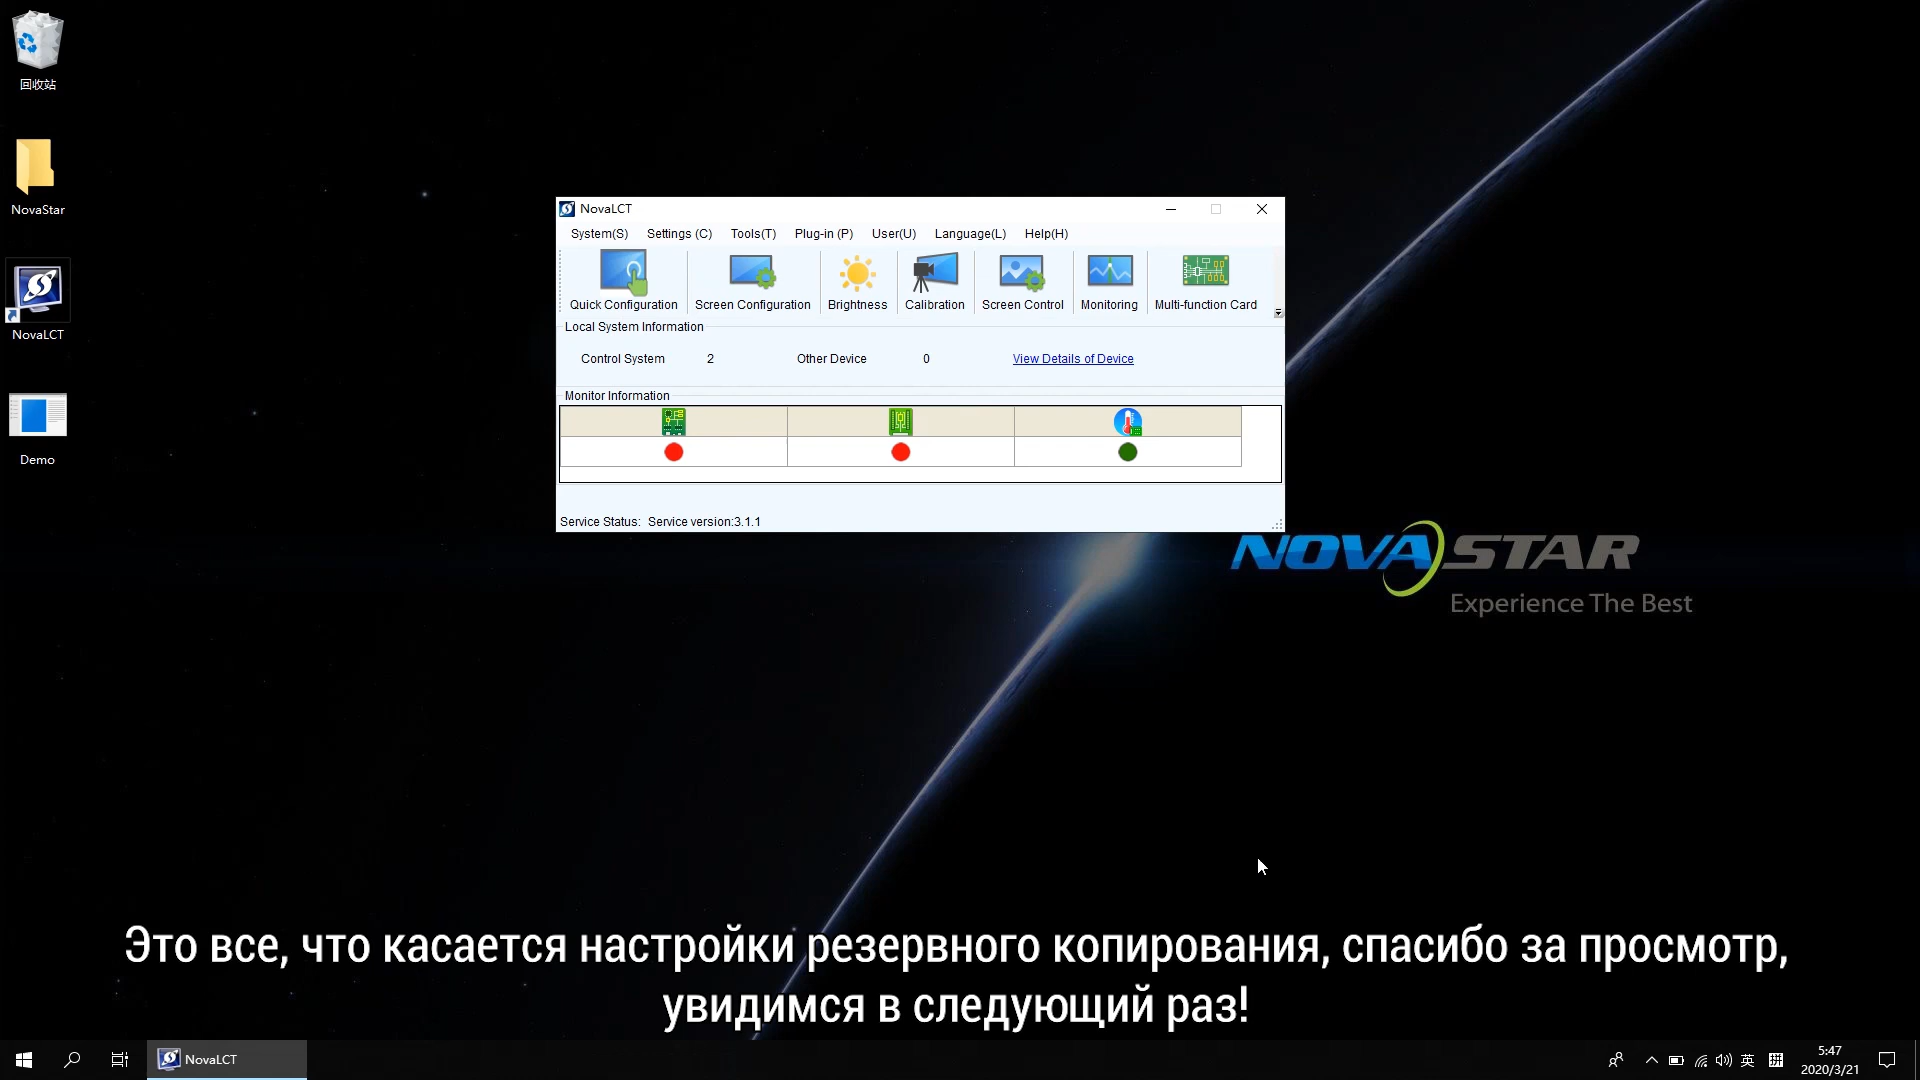 回收站
NovaStar
NovaLCT
Demo
NovaLCT
System(S) Settings (C) Tools(T) Plug-in (P) User(U) Language(L) Help(H)
Quick Configuration Screen Configuration Brightness Calibration Screen Control Monitoring Multi-function Card
Local System Information
Control System 2 Other Device 0 View Details of Device
Monitor Information
Service Status: Service version:3.1.1
NOVASTAR
Experience The Best
Это все, что касается настройки резервного копирования, спасибо за просмотр,
увидимся в следующий раз!
NovaLCT
英
拼
5:47
2020/3/21